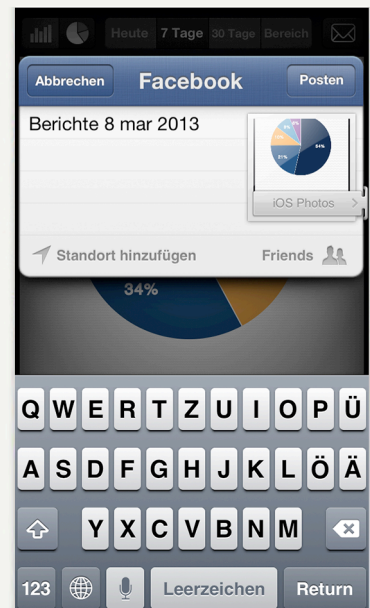 Heute 7 Tage 30 Tage Bereich
Abbrechen Facebook Posten
Berichte 8 mar 2013
34%
21%
iOS Photos
Standort hinzufügen Friends
34%
Q W E R T Z U I O P Ü
A S D F G H J K L Ö Ä
Y X C V B N M
123 Leerzeichen Return